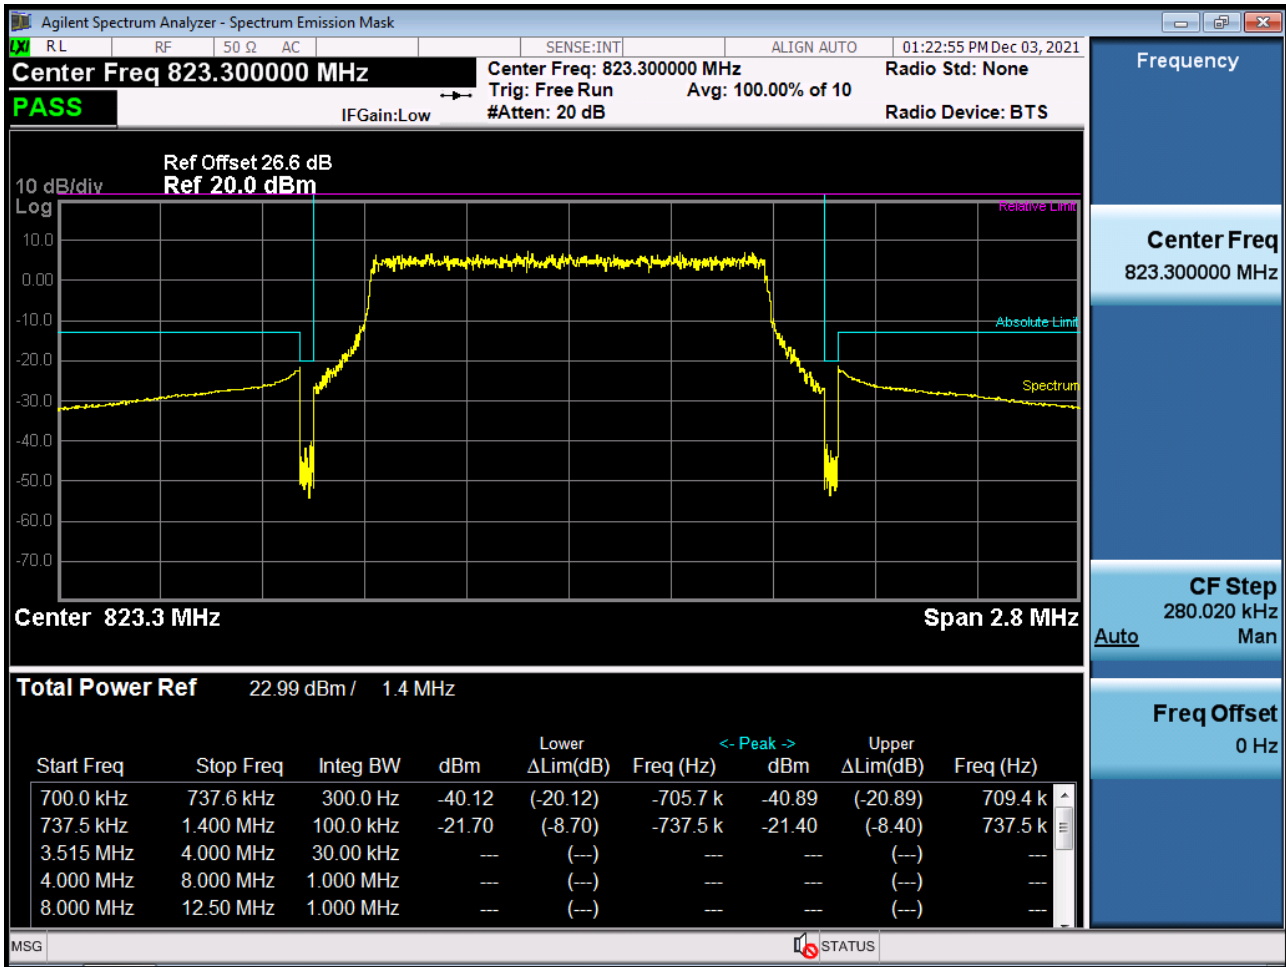 Agilent Spectrum Analyzer - Spectrum Emission Mask
LXI RL RF 50 Ω AC SENSE:INT ALIGN AUTO 01:22:55 PM Dec 03, 2021
Center Freq 823.300000 MHz
PASS
IFGain:Low
Center Freq: 823.300000 MHz
Trig: Free Run Avg: 100.00% of 10
#Atten: 20 dB
Radio Std: None
Radio Device: BTS
Ref Offset 26.6 dB
10 dB/div Ref 20.0 dBm
Log
Relative Limit
10.0
0.00
-10.0
Absolute Limit
-20.0
Spectrum
-30.0
-40.0
-50.0
-60.0
-70.0
Center 823.3 MHz Span 2.8 MHz
Total Power Ref 22.99 dBm / 1.4 MHz
Lower <- Peak -> Upper
Start Freq Stop Freq Integ BW dBm ΔLim(dB) Freq (Hz) dBm ΔLim(dB) Freq (Hz)
700.0 kHz 737.6 kHz 300.0 Hz -40.12 (-20.12) -705.7 k -40.89 (-20.89) 709.4 k
737.5 kHz 1.400 MHz 100.0 kHz -21.70 (-8.70) -737.5 k -21.40 (-8.40) 737.5 k
3.515 MHz 4.000 MHz 30.00 kHz --- (---) --- --- (---) ---
4.000 MHz 8.000 MHz 1.000 MHz --- (---) --- --- (---) ---
8.000 MHz 12.50 MHz 1.000 MHz --- (---) --- --- (---) ---
MSG STATUS
Frequency
Center Freq
823.300000 MHz
CF Step
280.020 kHz
Auto Man
Freq Offset
0 Hz